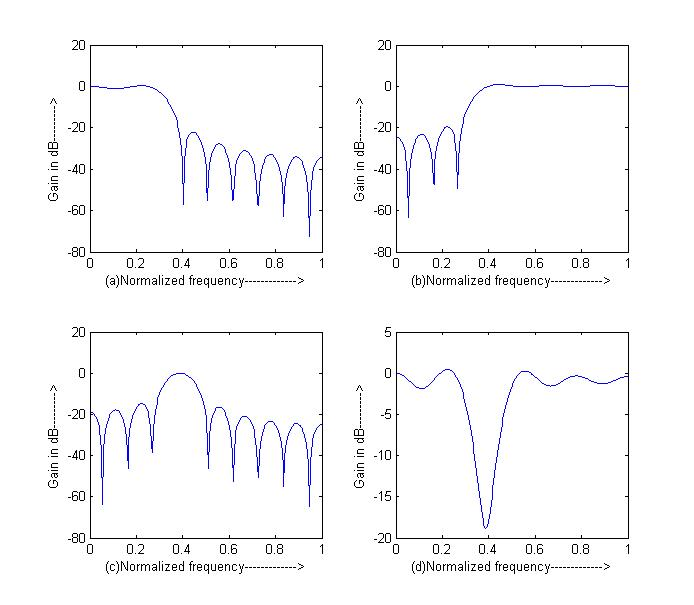 20
0
-20
-40
-60
-80
0 0.2 0.4 0.6 0.8 1
Gain in dB--------->
(a)Normalized frequency------------->
20
0
-20
-40
-60
-80
0 0.2 0.4 0.6 0.8 1
Gain in dB--------->
(b)Normalized frequency------------->
20
0
-20
-40
-60
-80
0 0.2 0.4 0.6 0.8 1
Gain in dB--------->
(c)Normalized frequency------------->
5
0
-5
-10
-15
-20
0 0.2 0.4 0.6 0.8 1
Gain in dB--------->
(d)Normalized frequency------------->